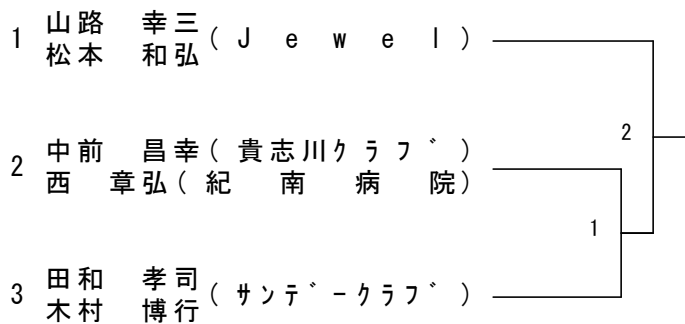 1 山路 幸三 (Jewel)
松本 和弘
2
中前 昌幸(貴志川ｸﾗﾌﾞ)
2 西 章弘(紀南病院)
1
3 田和 孝司 (ｻﾝﾃﾞｰｸﾗﾌﾞ)
木村 博行